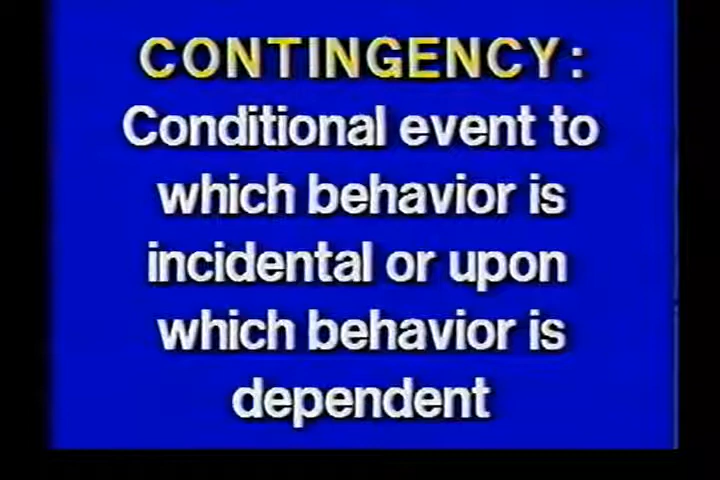 CONTINGENCY:
Conditional event to
which behavior is
incidental or upon
which behavior is
dependent